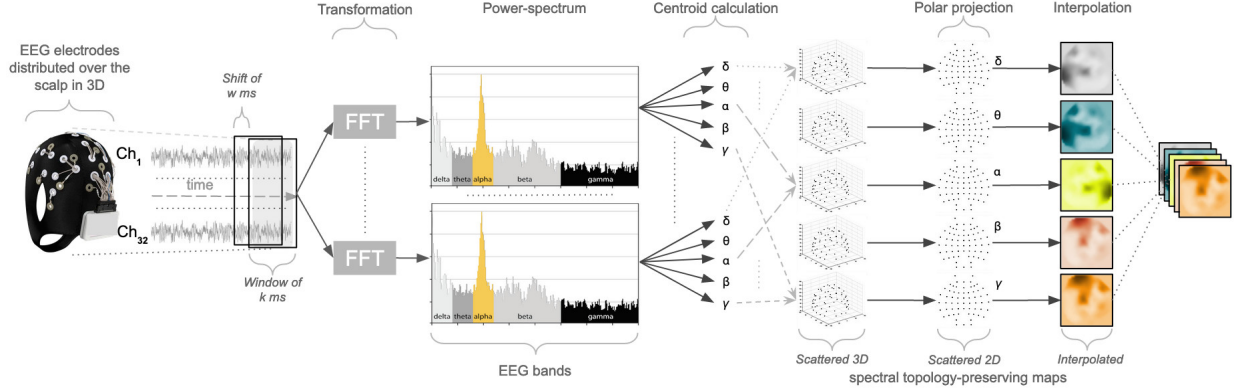 Transformation
Power-spectrum
Centroid calculation
Polar projection
Interpolation
EEG electrodes
distributed over the
scalp in 3D
Shift of
w ms
Ch1
time
Ch32
Window of
k ms
FFT
FFT
delta theta alpha beta gamma
delta theta alpha beta gamma
EEG bands
δ
θ
α
β
γ
δ
θ
α
β
γ
δ
θ
α
β
γ
Scattered 3D
Scattered 2D
Interpolated
spectral topology-preserving maps